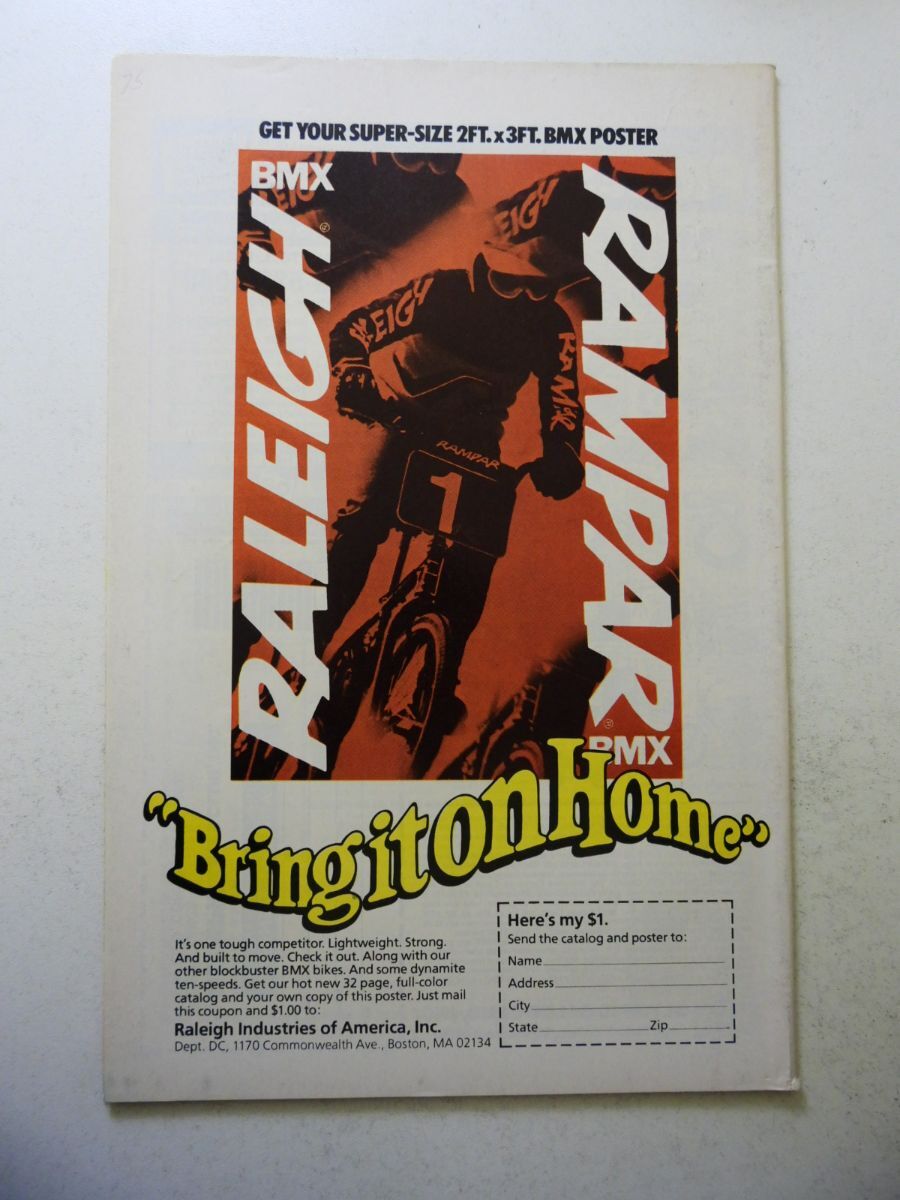 75
GET YOUR SUPER-SIZE 2FT. x 3FT. BMX POSTER
BMX
RALEIGH®
RAMPAR®
BMX
EIGH
LEIGH
RAMPAR
1
"Bring it on Home"
It's one tough competitor. Lightweight. Strong.
And built to move. Check it out. Along with our
other blockbuster BMX bikes. And some dynamite
ten-speeds. Get our hot new 32 page, full-color
catalog and your own copy of this poster. Just mail
this coupon and $1.00 to:
Raleigh Industries of America, Inc.
Dept. DC, 1170 Commonwealth Ave., Boston, MA 02134
Here's my $1.
Send the catalog and poster to:
Name
Address
City
State Zip